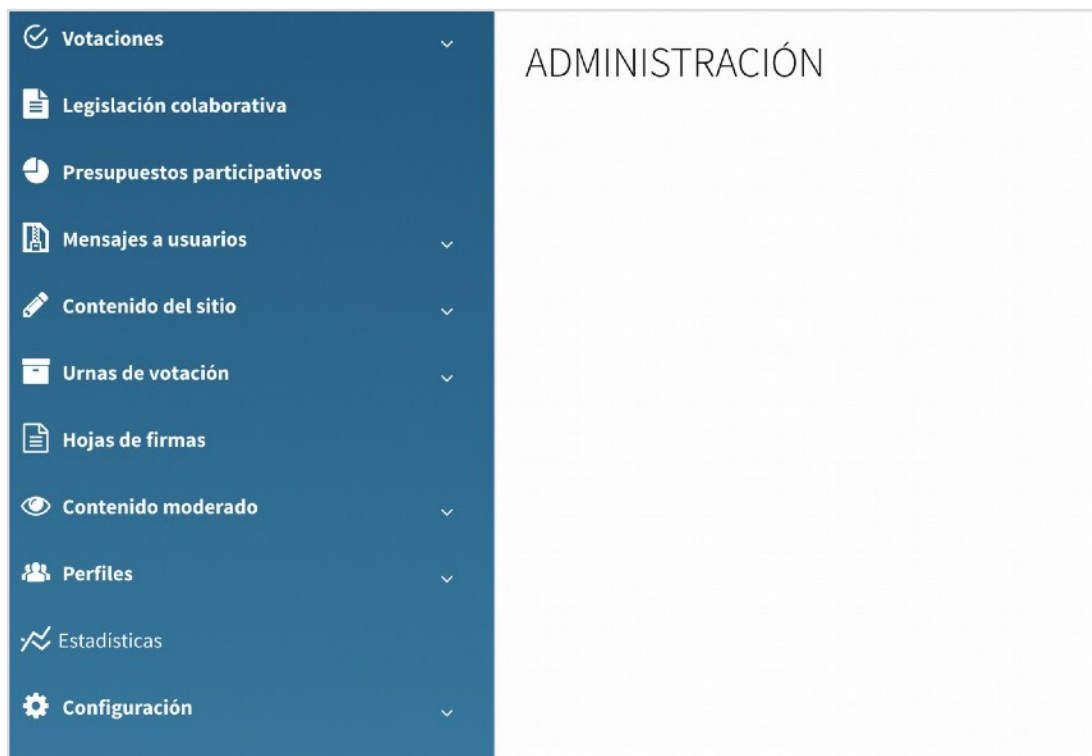 Votaciones
ADMINISTRACIÓN
Legislación colaborativa
Presupuestos participativos
Mensajes a usuarios
Contenido del sitio
Urnas de votación
Hojas de firmas
Contenido moderado
Perfiles
Estadísticas
Configuración